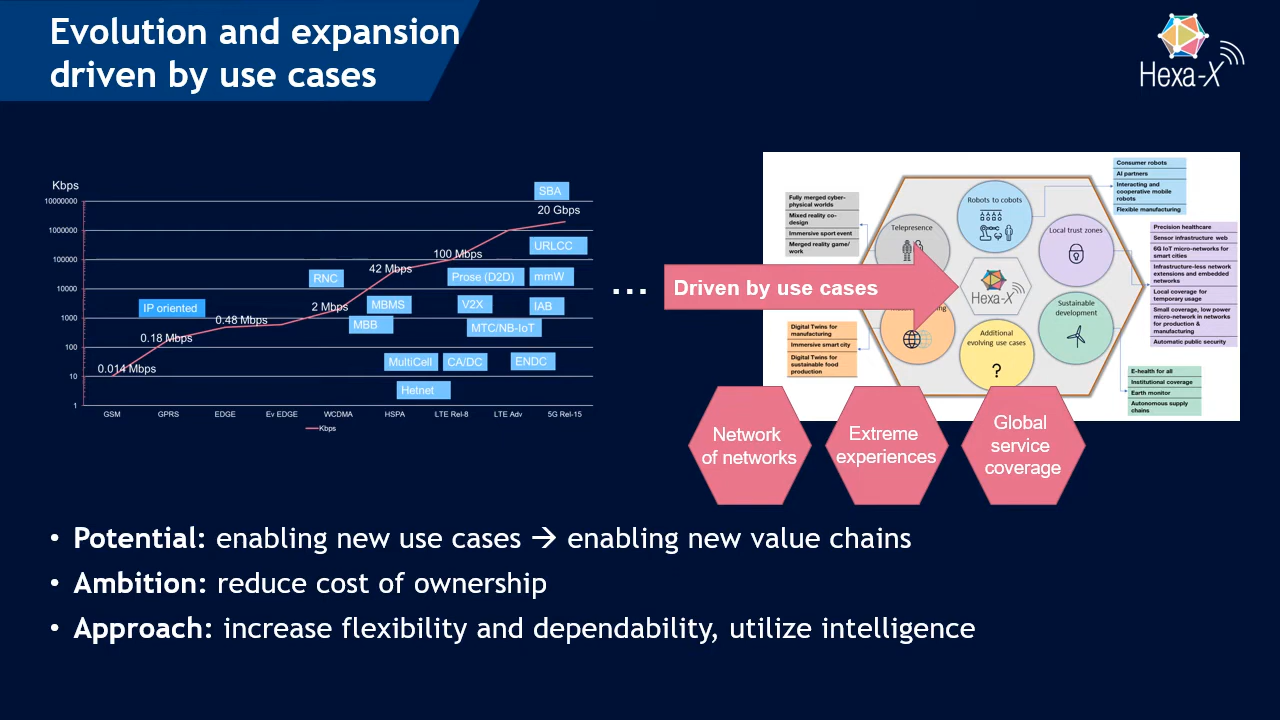 Evolution and expansion
driven by use cases
Hexa-X
Kbps
10000000
1000000
100000
10000
1000
100
10
1
SBA
20 Gbps
URLCC
100 Mbps
42 Mbps
RNC
Prose (D2D)
mmW
IP oriented
2 Mbps
MBMS
V2X
IAB
0.48 Mbps
MBB
MTC/NB-IoT
0.18 Mbps
MultiCell
CA/DC
ENDC
0.014 Mbps
Hetnet
GSM
GPRS
EDGE
Ev EDGE
WCDMA
HSPA
LTE Rel-8
LTE Adv
5G Rel-15
Kbps
...
Driven by use cases
Fully merged cyber-
physical worlds
Mixed reality co-
design
Immersive sport event
Merged reality game/
work
Digital Twins for
manufacturing
Immersive smart city
Digital Twins for
sustainable food
production
Telepresence
Robots to cobots
Local trust zones
Hexa-X
Sustainable
development
Additional
evolving use cases
?
Consumer robots
AI partners
Interacting and
cooperative mobile
robots
Flexible manufacturing
Precision healthcare
Sensor infrastructure web
6G IoT micro-networks for
smart cities
Infrastructure-less network
extensions and embedded
networks
Local coverage for
temporary usage
Small coverage, low power
micro-network in networks
for production &
manufacturing
Automatic public security
E-health for all
Institutional coverage
Earth monitor
Autonomous supply
chains
Network
of networks
Extreme
experiences
Global
service
coverage
• Potential: enabling new use cases → enabling new value chains
• Ambition: reduce cost of ownership
• Approach: increase flexibility and dependability, utilize intelligence